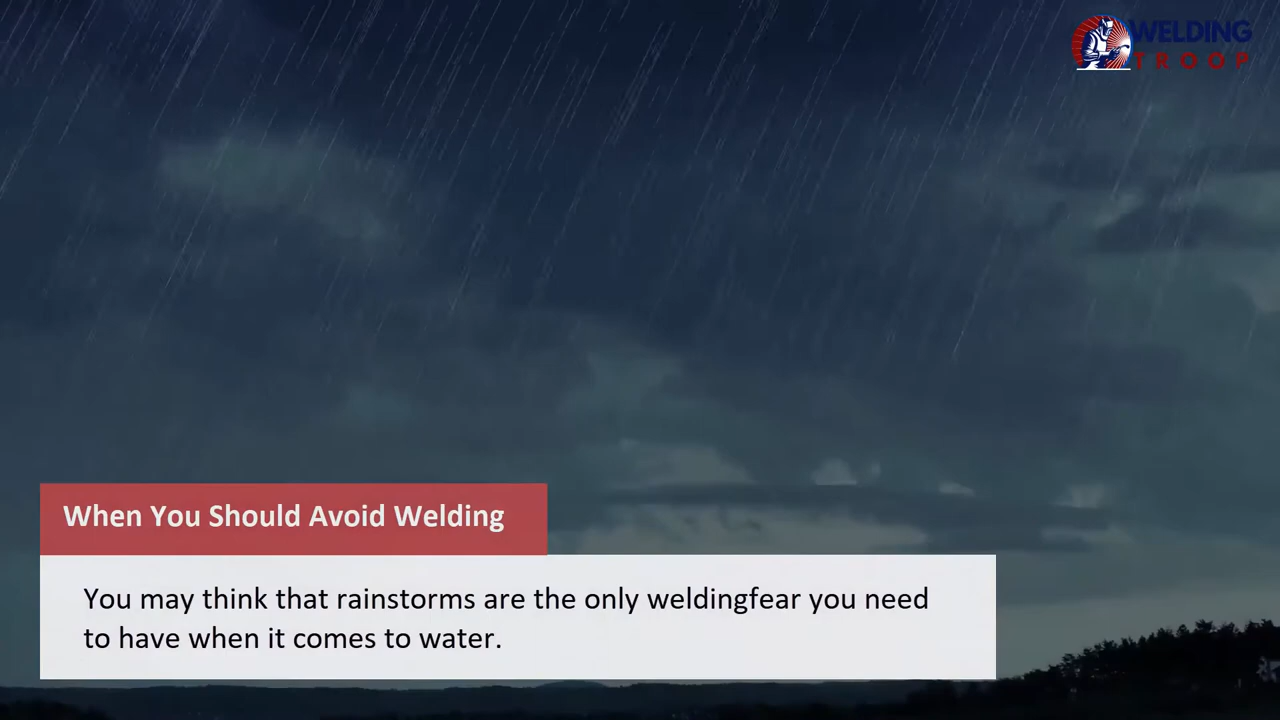 WELDING
TROOP
When You Should Avoid Welding
You may think that rainstorms are the only weldingfear you need
to have when it comes to water.